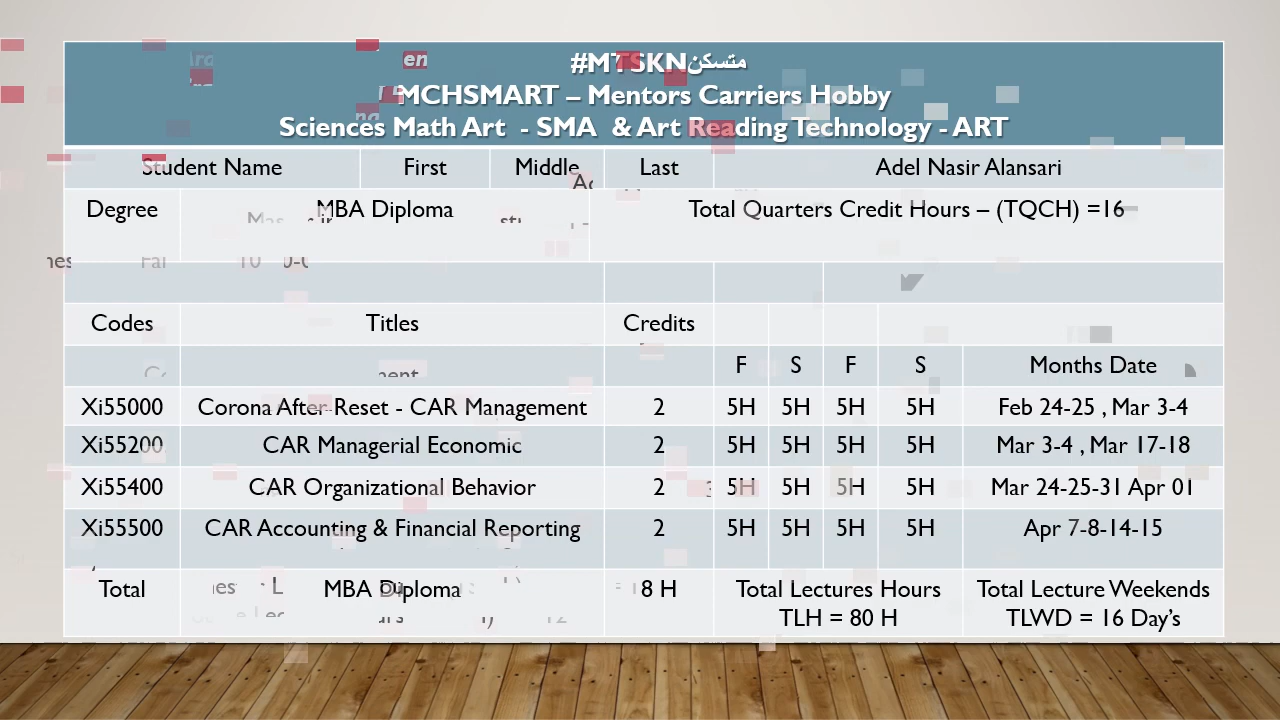 #MTSKNمتسكن
MCHSMART – Mentors Carriers Hobby
Sciences Math Art - SMA & Art Reading Technology - ART
Student Name First Middle Last Adel Nasir Alansari
Degree MBA Diploma Total Quarters Credit Hours – (TQCH) =16
Codes Titles Credits
F S F S Months Date
Xi55000 Corona After-Reset - CAR Management 2 5H 5H 5H 5H Feb 24-25 , Mar 3-4
Xi55200 CAR Managerial Economic 2 5H 5H 5H 5H Mar 3-4 , Mar 17-18
Xi55400 CAR Organizational Behavior 2 5H 5H 5H 5H Mar 24-25-31 Apr 01
Xi55500 CAR Accounting & Financial Reporting 2 5H 5H 5H 5H Apr 7-8-14-15
Total MBA Diploma 8 H Total Lectures Hours Total Lecture Weekends
TLH = 80 H TLWD = 16 Day's